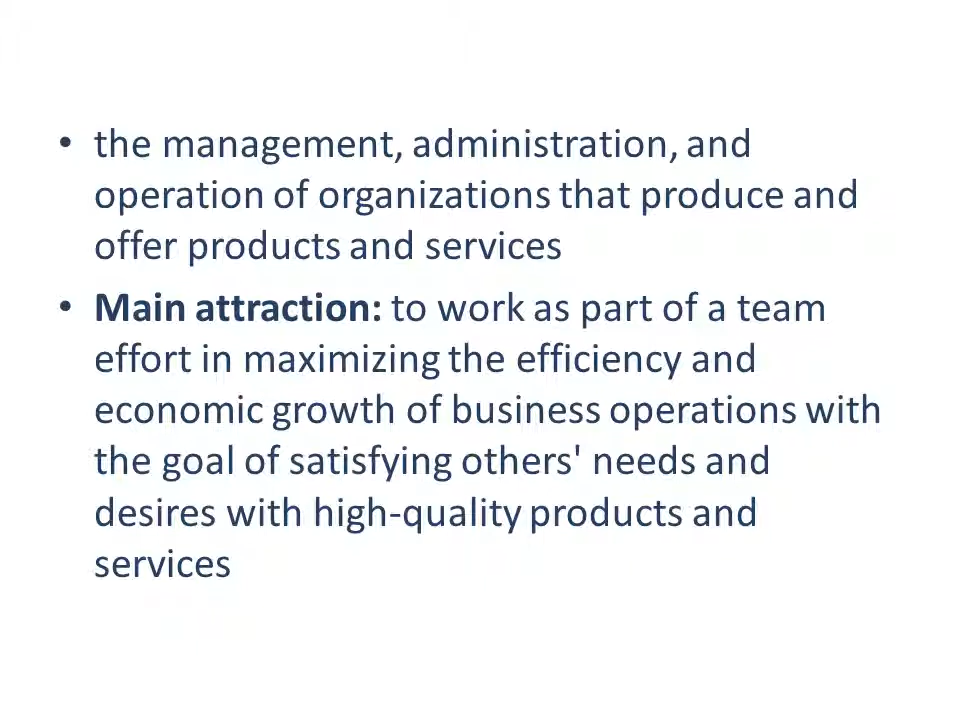 • the management, administration, and
operation of organizations that produce and
offer products and services
• Main attraction: to work as part of a team
effort in maximizing the efficiency and
economic growth of business operations with
the goal of satisfying others' needs and
desires with high-quality products and
services